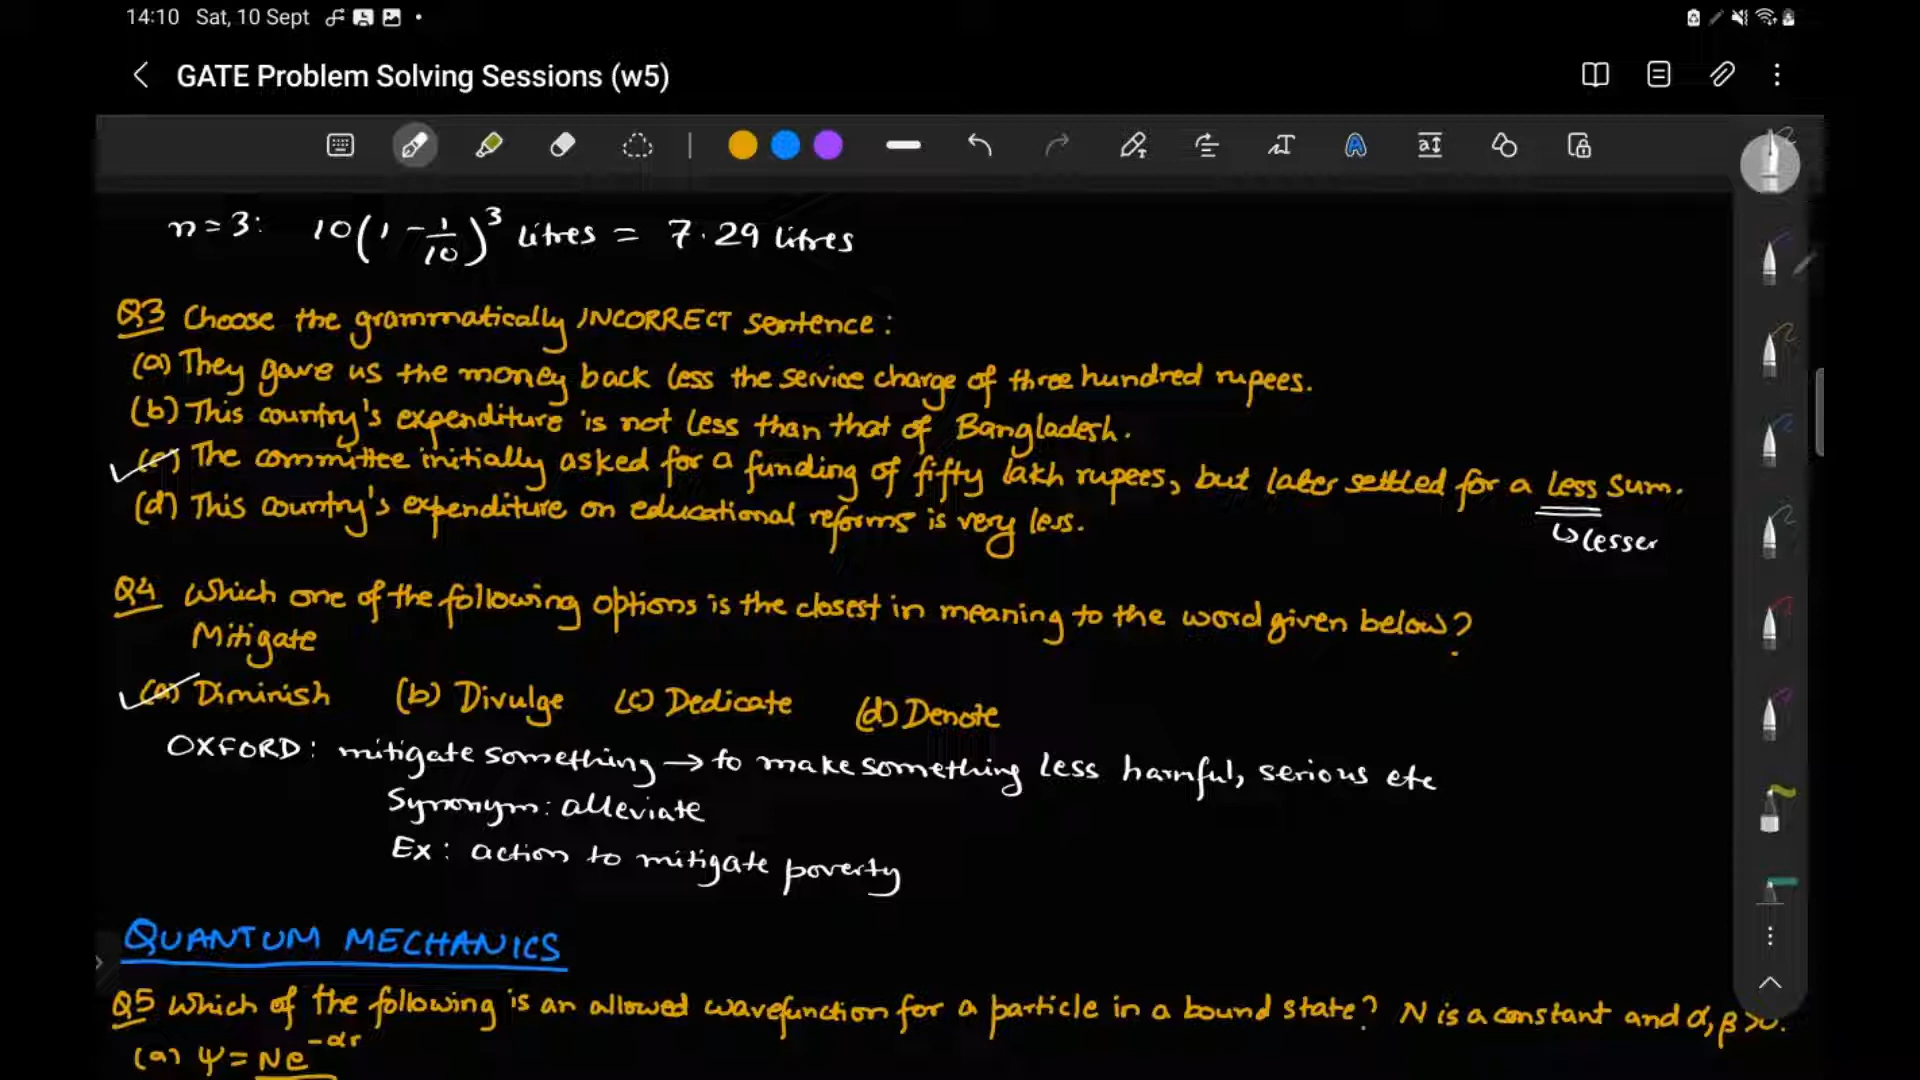 14:10 Sat, 10 Sept
GATE Problem Solving Sessions (w5)
n=3: 10(1-1/10)^3 litres = 7.29 litres
Q3 Choose the grammatically INCORRECT sentence:
(a) They gave us the money back less the service charge of three hundred rupees.
(b) This country's expenditure is not less than that of Bangladesh.
(c) The committee initially asked for a funding of fifty lakh rupees, but later settled for a less sum.
(d) This country's expenditure on educational reforms is very less.
↳ lesser
Q4 Which one of the following options is the closest in meaning to the word given below?
Mitigate
(a) Diminish (b) Divulge (c) Dedicate (d) Denote
OXFORD: mitigate something → to make something less harmful, serious etc
Synonym: alleviate
Ex: action to mitigate poverty
QUANTUM MECHANICS
Q5 Which of the following is an allowed wavefunction for a particle in a bound state? N is a constant and α, β >0.
(a) Ψ = Ne^-αr